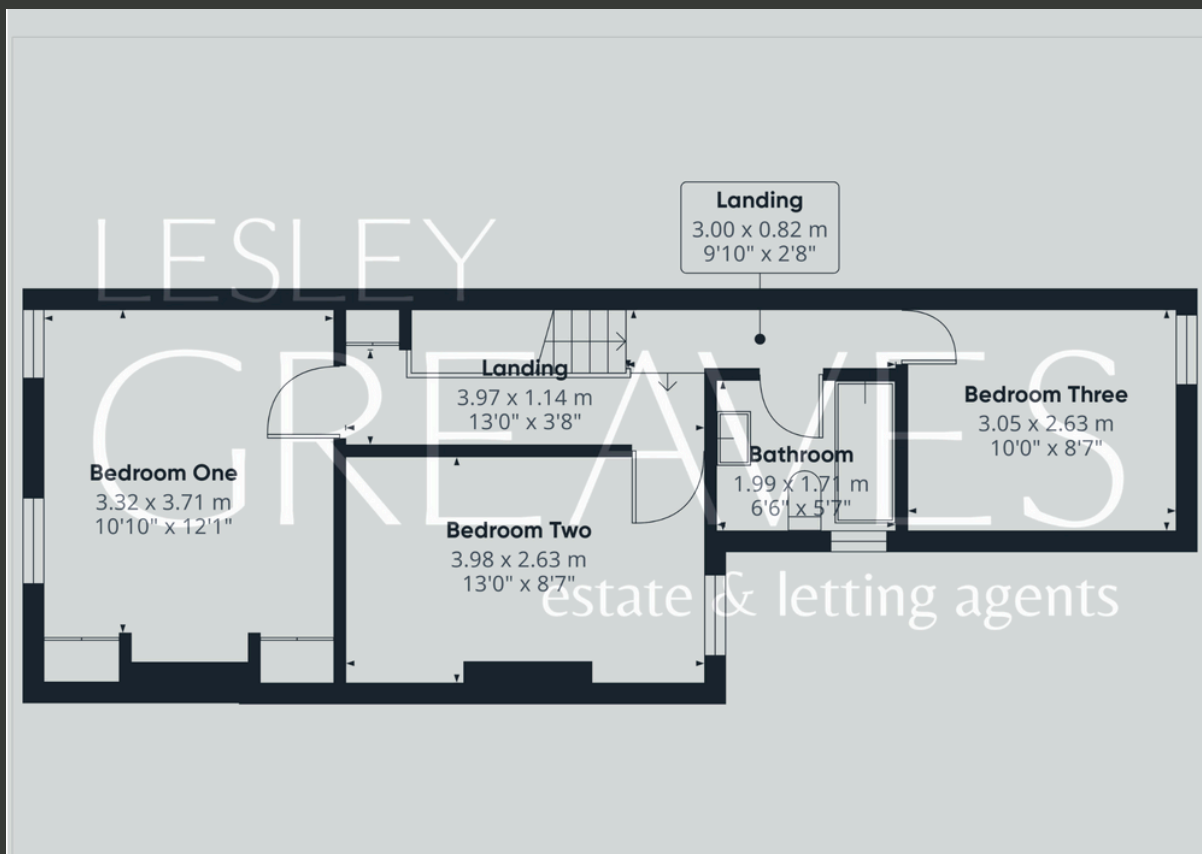 LESLEY
GREAVES
estate & letting agents
Landing
3.00 x 0.82 m
9'10" x 2'8"
Landing
3.97 x 1.14 m
13'0" x 3'8"
Bedroom One
3.32 x 3.71 m
10'10" x 12'1"
Bedroom Two
3.98 x 2.63 m
13'0" x 8'7"
Bathroom
1.99 x 1.71 m
6'6" x 5'7"
Bedroom Three
3.05 x 2.63 m
10'0" x 8'7"